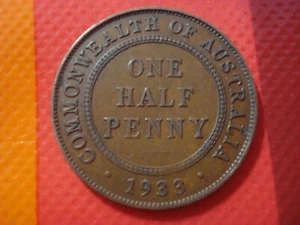 COMMONWEALTH OF AUSTRALIA
ONE
HALF
PENNY
1933